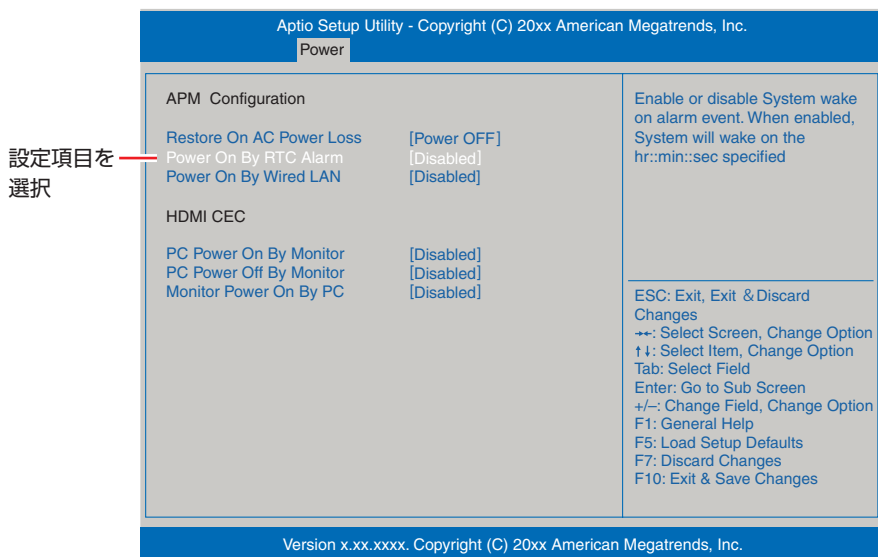 Aptio Setup Utility - Copyright (C) 20xx American Megatrends, Inc.
Power
APM Configuration
Restore On AC Power Loss [Power OFF]
Power On By RTC Alarm [Disabled]
Power On By Wired LAN [Disabled]
HDMI CEC
PC Power On By Monitor [Disabled]
PC Power Off By Monitor [Disabled]
Monitor Power On By PC [Disabled]
設定項目を
選択
Enable or disable System wake
on alarm event. When enabled,
System will wake on the
hr::min::sec specified
ESC: Exit, Exit ＆Discard
Changes
→←: Select Screen, Change Option
↑↓: Select Item, Change Option
Tab: Select Field
Enter: Go to Sub Screen
+/–: Change Field, Change Option
F1: General Help
F5: Load Setup Defaults
F7: Discard Changes
F10: Exit & Save Changes
Version x.xx.xxxx. Copyright (C) 20xx American Megatrends, Inc.